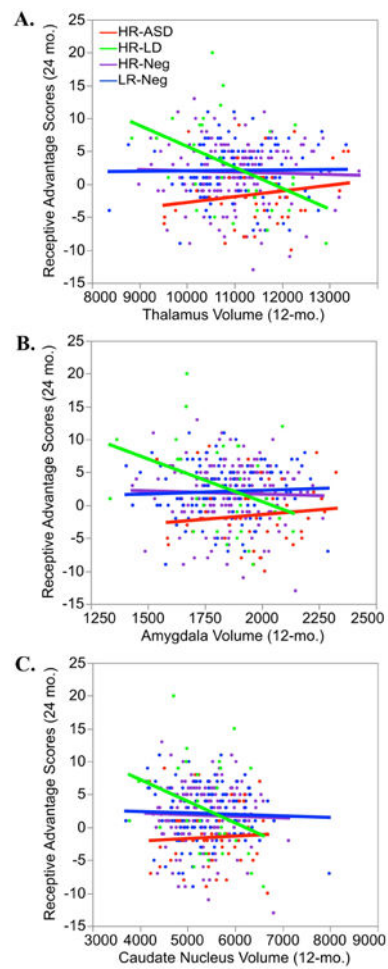 A.
HR-ASD
HR-LD
HR-Neg
LR-Neg
Receptive Advantage Scores (24 mo.)
25
20
15
10
5
0
-5
-10
-15
8000 9000 10000 11000 12000 13000
Thalamus Volume (12-mo.)
B.
Receptive Advantage Scores (24 mo.)
25
20
15
10
5
0
-5
-10
-15
1250 1500 1750 2000 2250 2500
Amygdala Volume (12-mo.)
C.
Receptive Advantage Scores (24 mo.)
25
20
15
10
5
0
-5
-10
-15
3000 4000 5000 6000 7000 8000 9000
Caudate Nucleus Volume (12-mo.)